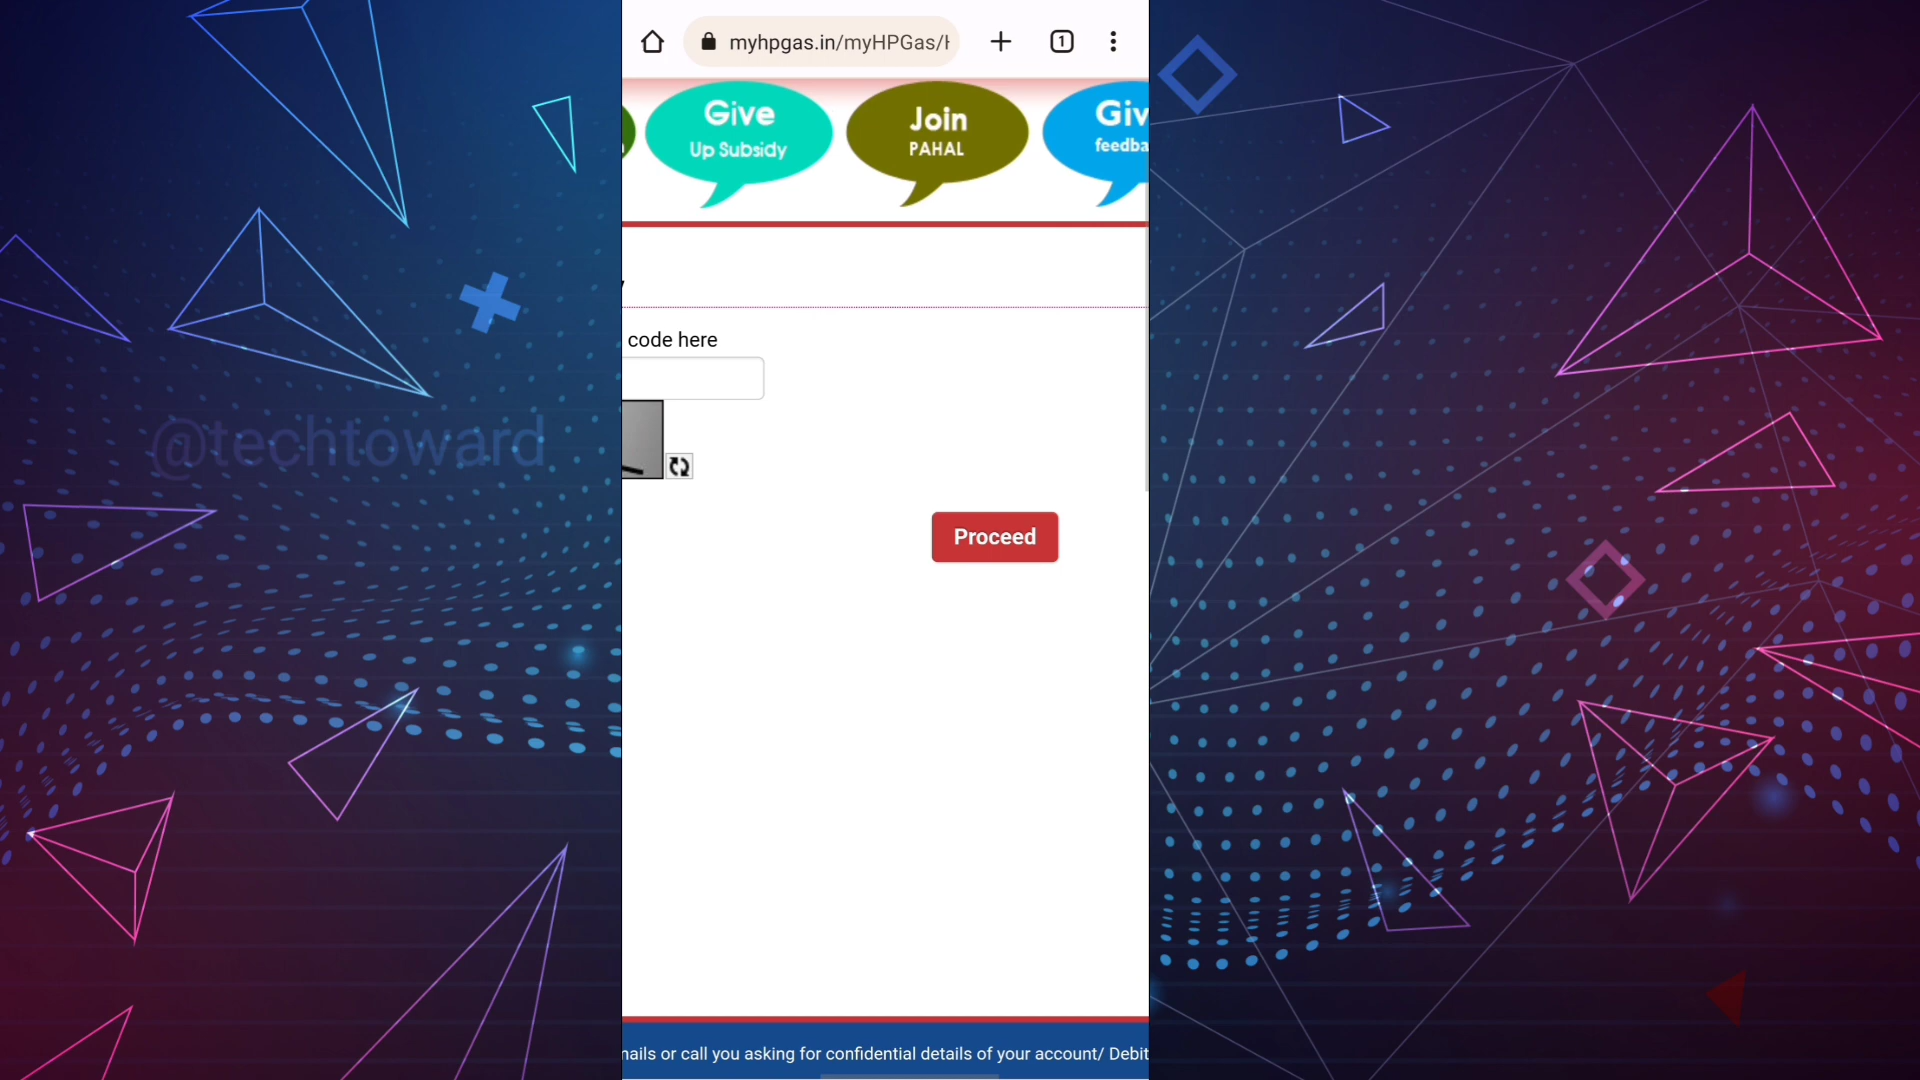 myhpgas.in/myHPGas/
1
Give
Up Subsidy
Join
PAHAL
Giv
feedba
code here
@techtoward
Proceed
nails or call you asking for confidential details of your account/ Debit